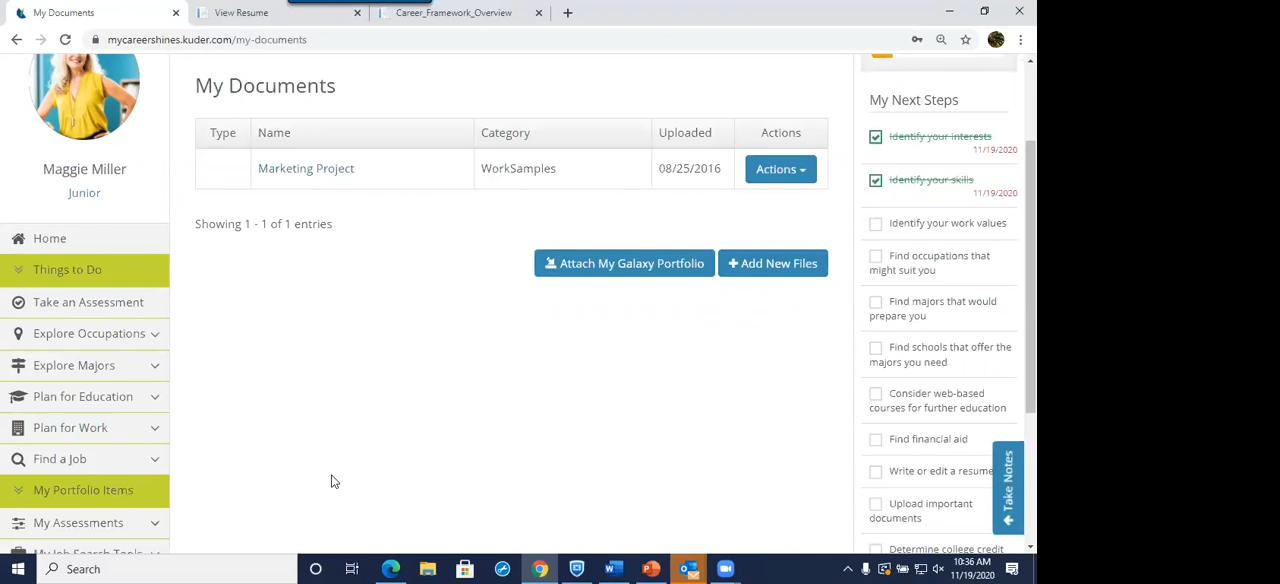 My Documents
View Resume
Career_Framework_Overview
mycareershines.kuder.com/my-documents
Maggie Miller
Junior
Home
Things to Do
Take an Assessment
Explore Occupations
Explore Majors
Plan for Education
Plan for Work
Find a Job
My Portfolio Items
My Assessments
My Job Search Tools
My Documents
Type Name Category Uploaded Actions
Marketing Project WorkSamples 08/25/2016 Actions
Showing 1 - 1 of 1 entries
Attach My Galaxy Portfolio
+ Add New Files
My Next Steps
Identify your interests
11/19/2020
Identify your skills
11/19/2020
Identify your work values
Find occupations that
might suit you
Find majors that would
prepare you
Find schools that offer the
majors you need
Consider web-based
courses for further education
Find financial aid
Write or edit a resume
Upload important
documents
Determine college credit
Take Notes
Search
10:36 AM
11/19/2020